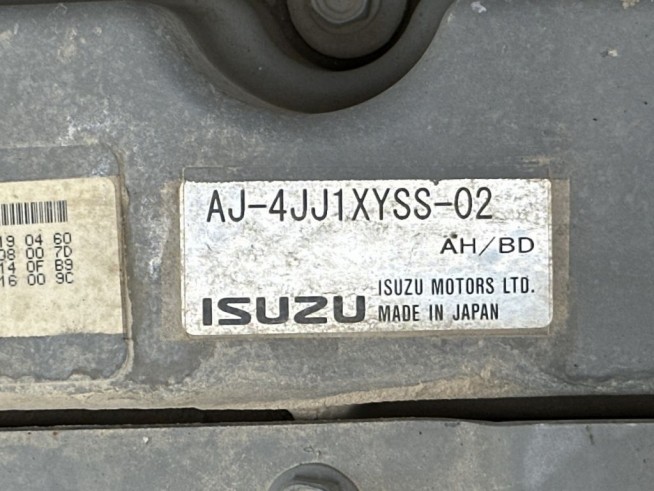 AJ-4JJ1XYSS-02
AH/BD
ISUZU
ISUZU MOTORS LTD.
MADE IN JAPAN
19 04 60
08 00 7D
14 0F B9
16 00 9C